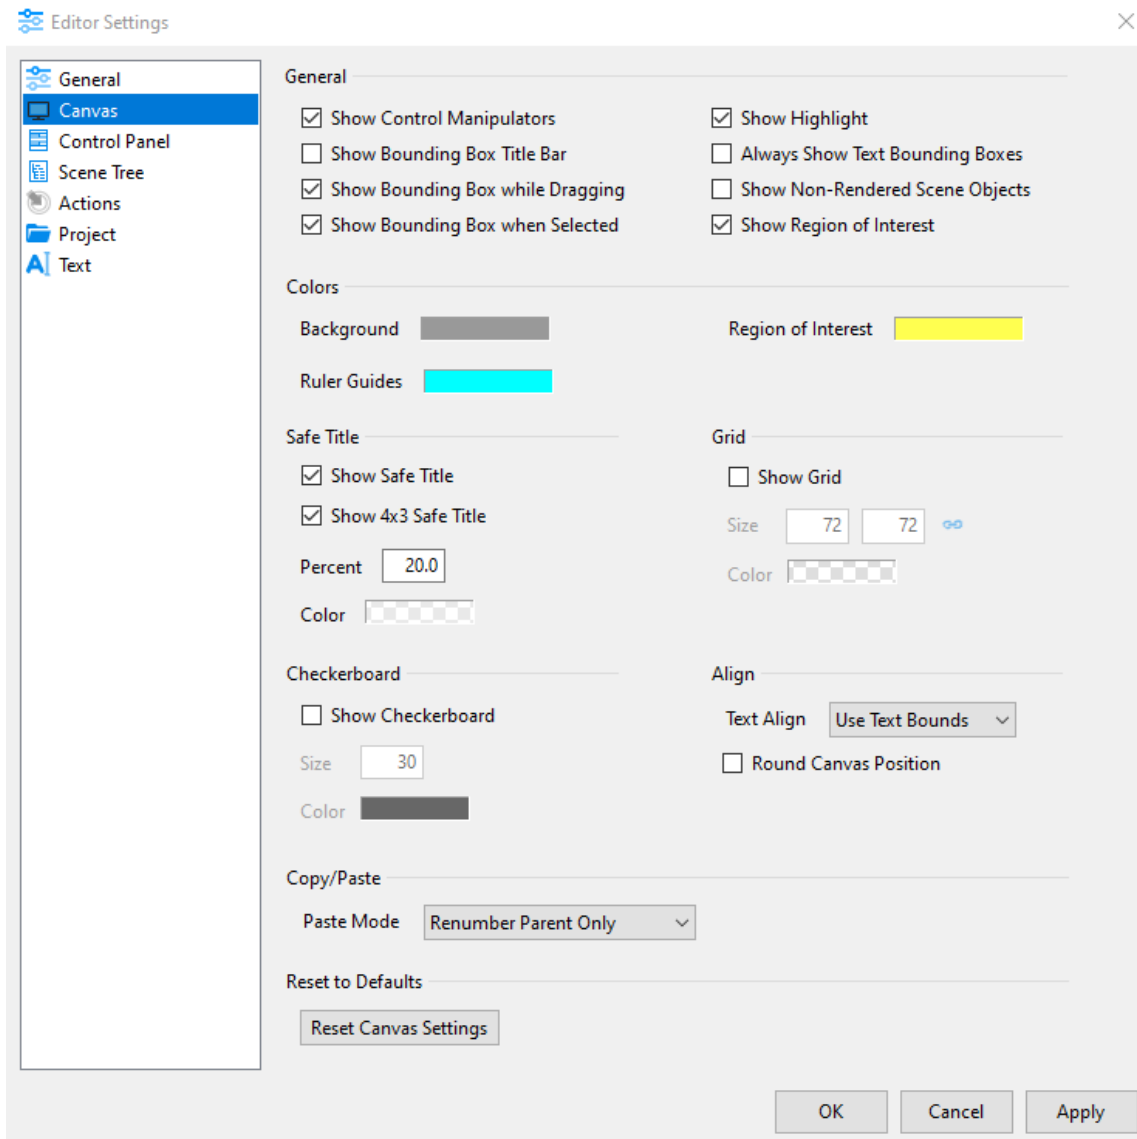 Editor Settings
General
Canvas
Control Panel
Scene Tree
Actions
Project
Text
General
Show Control Manipulators
Show Highlight
Show Bounding Box Title Bar
Always Show Text Bounding Boxes
Show Bounding Box while Dragging
Show Non-Rendered Scene Objects
Show Bounding Box when Selected
Show Region of Interest
Colors
Background
Region of Interest
Ruler Guides
Safe Title
Show Safe Title
Show 4x3 Safe Title
Percent 20.0
Color
Grid
Show Grid
Size 72 72
Color
Checkerboard
Show Checkerboard
Size 30
Color
Align
Text Align Use Text Bounds
Round Canvas Position
Copy/Paste
Paste Mode Renumber Parent Only
Reset to Defaults
Reset Canvas Settings
OK Cancel Apply